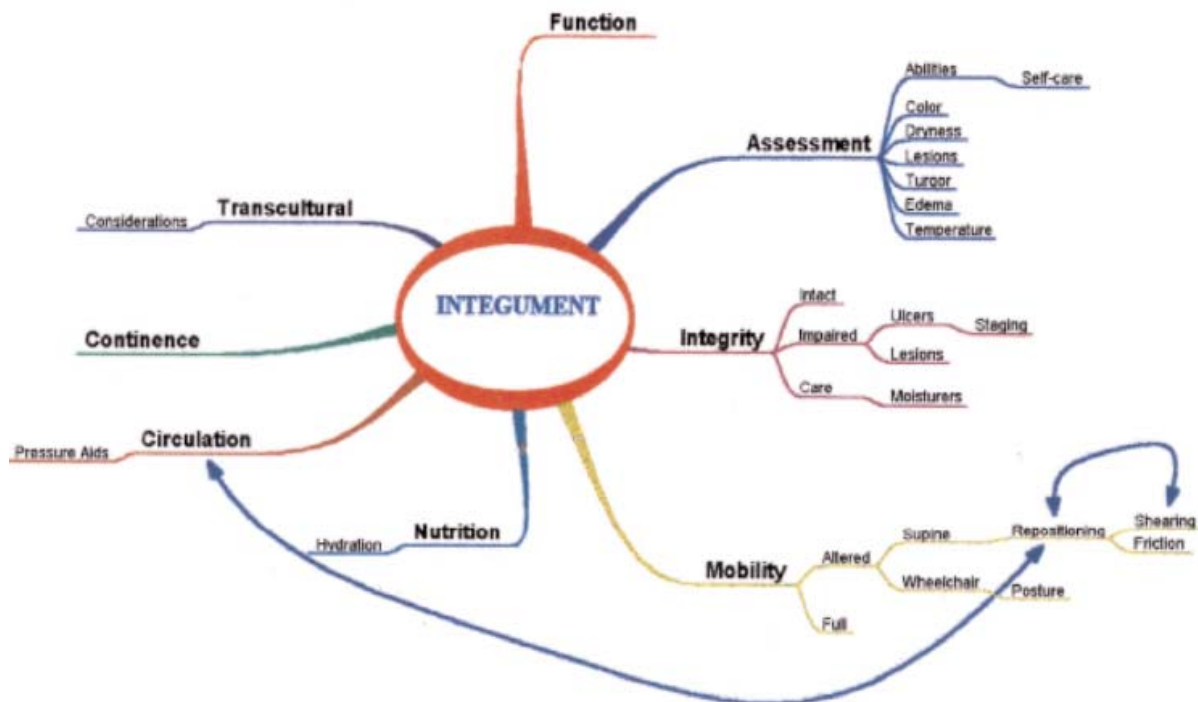 Function
Abilities
Self-care
Color
Dryness
Assessment
Lesions
Turgor
Edema
Temperature
Transcultural
Considerations
INTEGUMENT
Continence
Intact
Integrity
Impaired
Ulcers
Staging
Lesions
Care
Moisturers
Circulation
Pressure Aids
Nutrition
Hydration
Mobility
Altered
Supine
Repositioning
Shearing
Friction
Wheelchair
Posture
Full